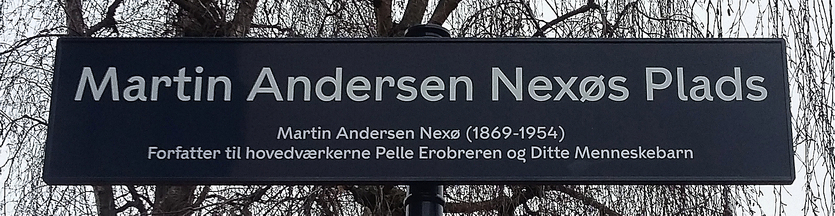 Martin Andersen Nexøs Plads
Martin Andersen Nexø (1869-1954)
Forfatter til hovedværkerne Pelle Erobreren og Ditte Menneskebarn